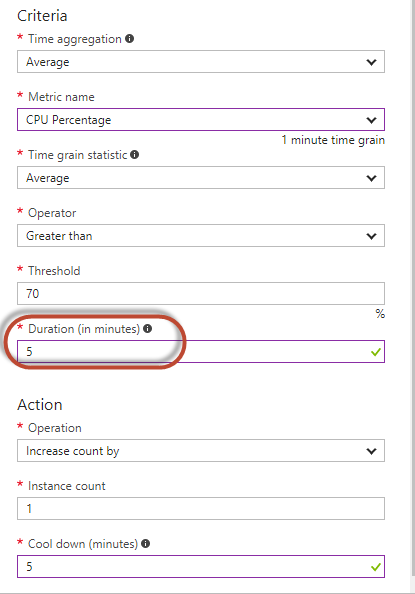 Criteria
* Time aggregation
Average
* Metric name
CPU Percentage
1 minute time grain
* Time grain statistic
Average
* Operator
Greater than
* Threshold
70
%
* Duration (in minutes)
5
Action
* Operation
Increase count by
* Instance count
1
* Cool down (minutes)
5